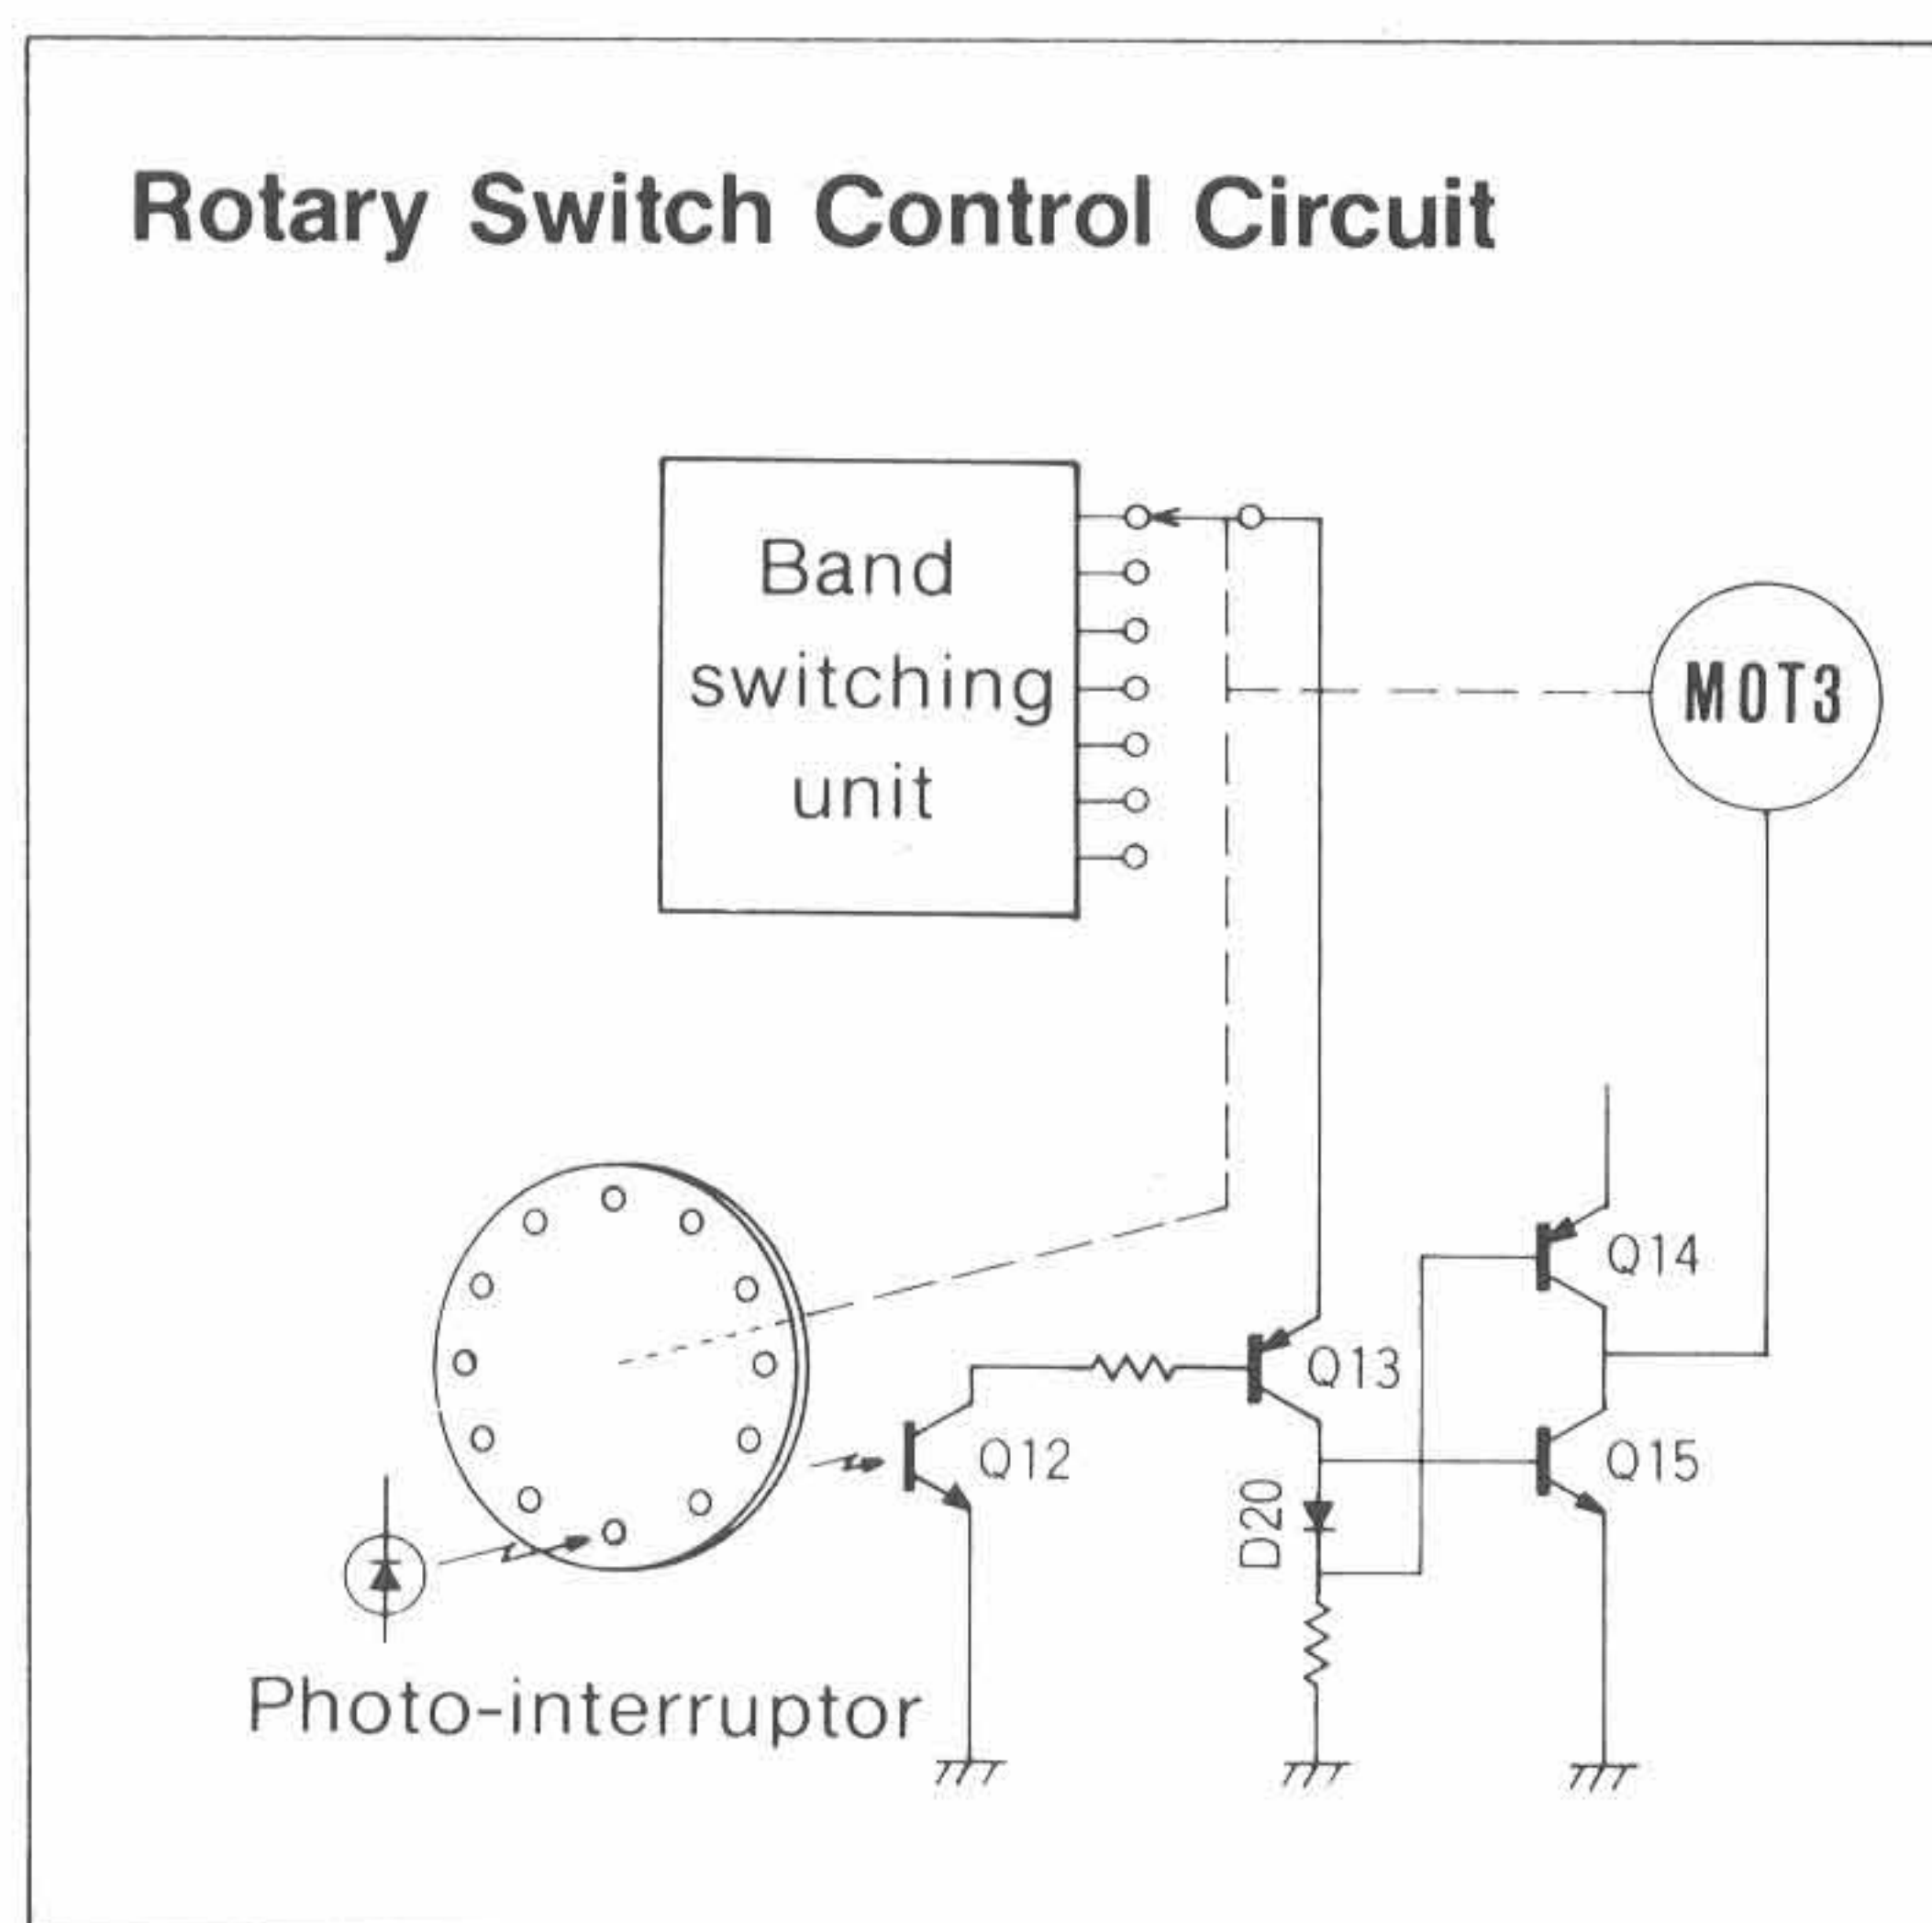 Rotary Switch Control Circuit
Band
switching
unit
MOT3
Q14
Q13
Q12
Q15
D20
Photo-interruptor